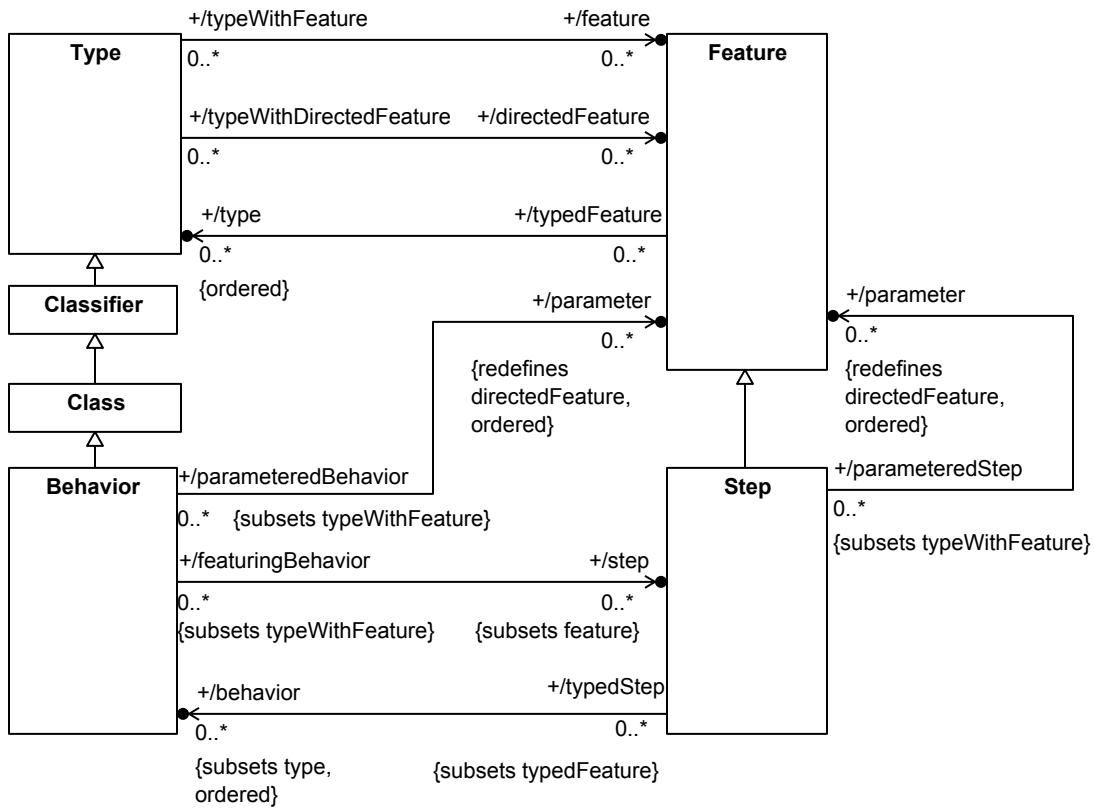 +/typeWithFeature
+/feature
Type
Feature
0..*
0..*
+/typeWithDirectedFeature
+/directedFeature
0..*
0..*
+/type
+/typedFeature
0..*
0..*
{ordered}
Classifier
+/parameter
0..*
+/parameter
0..*
{redefines
directedFeature,
ordered}
{redefines
directedFeature,
ordered}
Class
Behavior
+/parameteredBehavior
Step
+/parameteredStep
0..*
{subsets typeWithFeature}
0..*
{subsets typeWithFeature}
+/featuringBehavior
+/step
0..*
0..*
{subsets typeWithFeature}
{subsets feature}
+/behavior
+/typedStep
0..*
0..*
{subsets type,
ordered}
{subsets typedFeature}